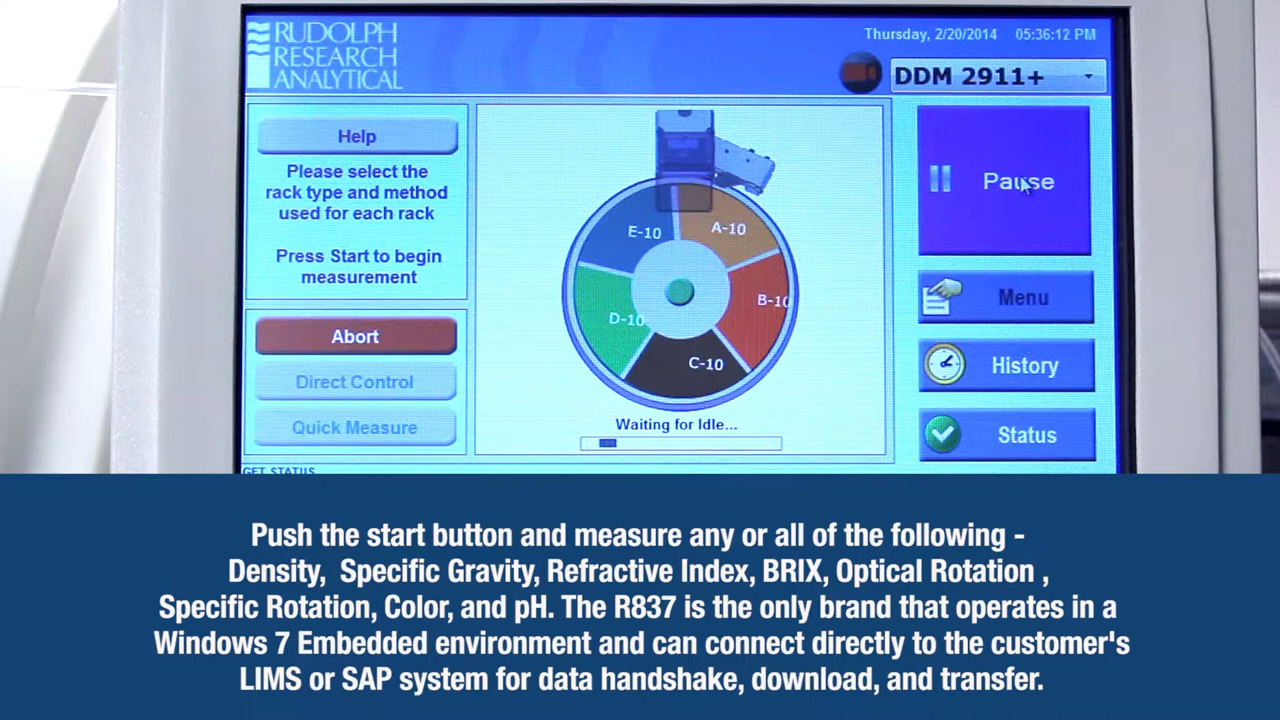 RUDOLPH
RESEARCH
ANALYTICAL
Thursday, 2/20/2014 05:36:12 PM
DDM 2911+
Help
Please select the
rack type and method
used for each rack
Press Start to begin
measurement
Abort
Direct Control
Quick Measure
E-10
A-10
D-10
B-10
C-10
Waiting for Idle...
Pause
Menu
History
Status
GET STATUS
Push the start button and measure any or all of the following -
Density, Specific Gravity, Refractive Index, BRIX, Optical Rotation ,
Specific Rotation, Color, and pH. The R837 is the only brand that operates in a
Windows 7 Embedded environment and can connect directly to the customer's
LIMS or SAP system for data handshake, download, and transfer.